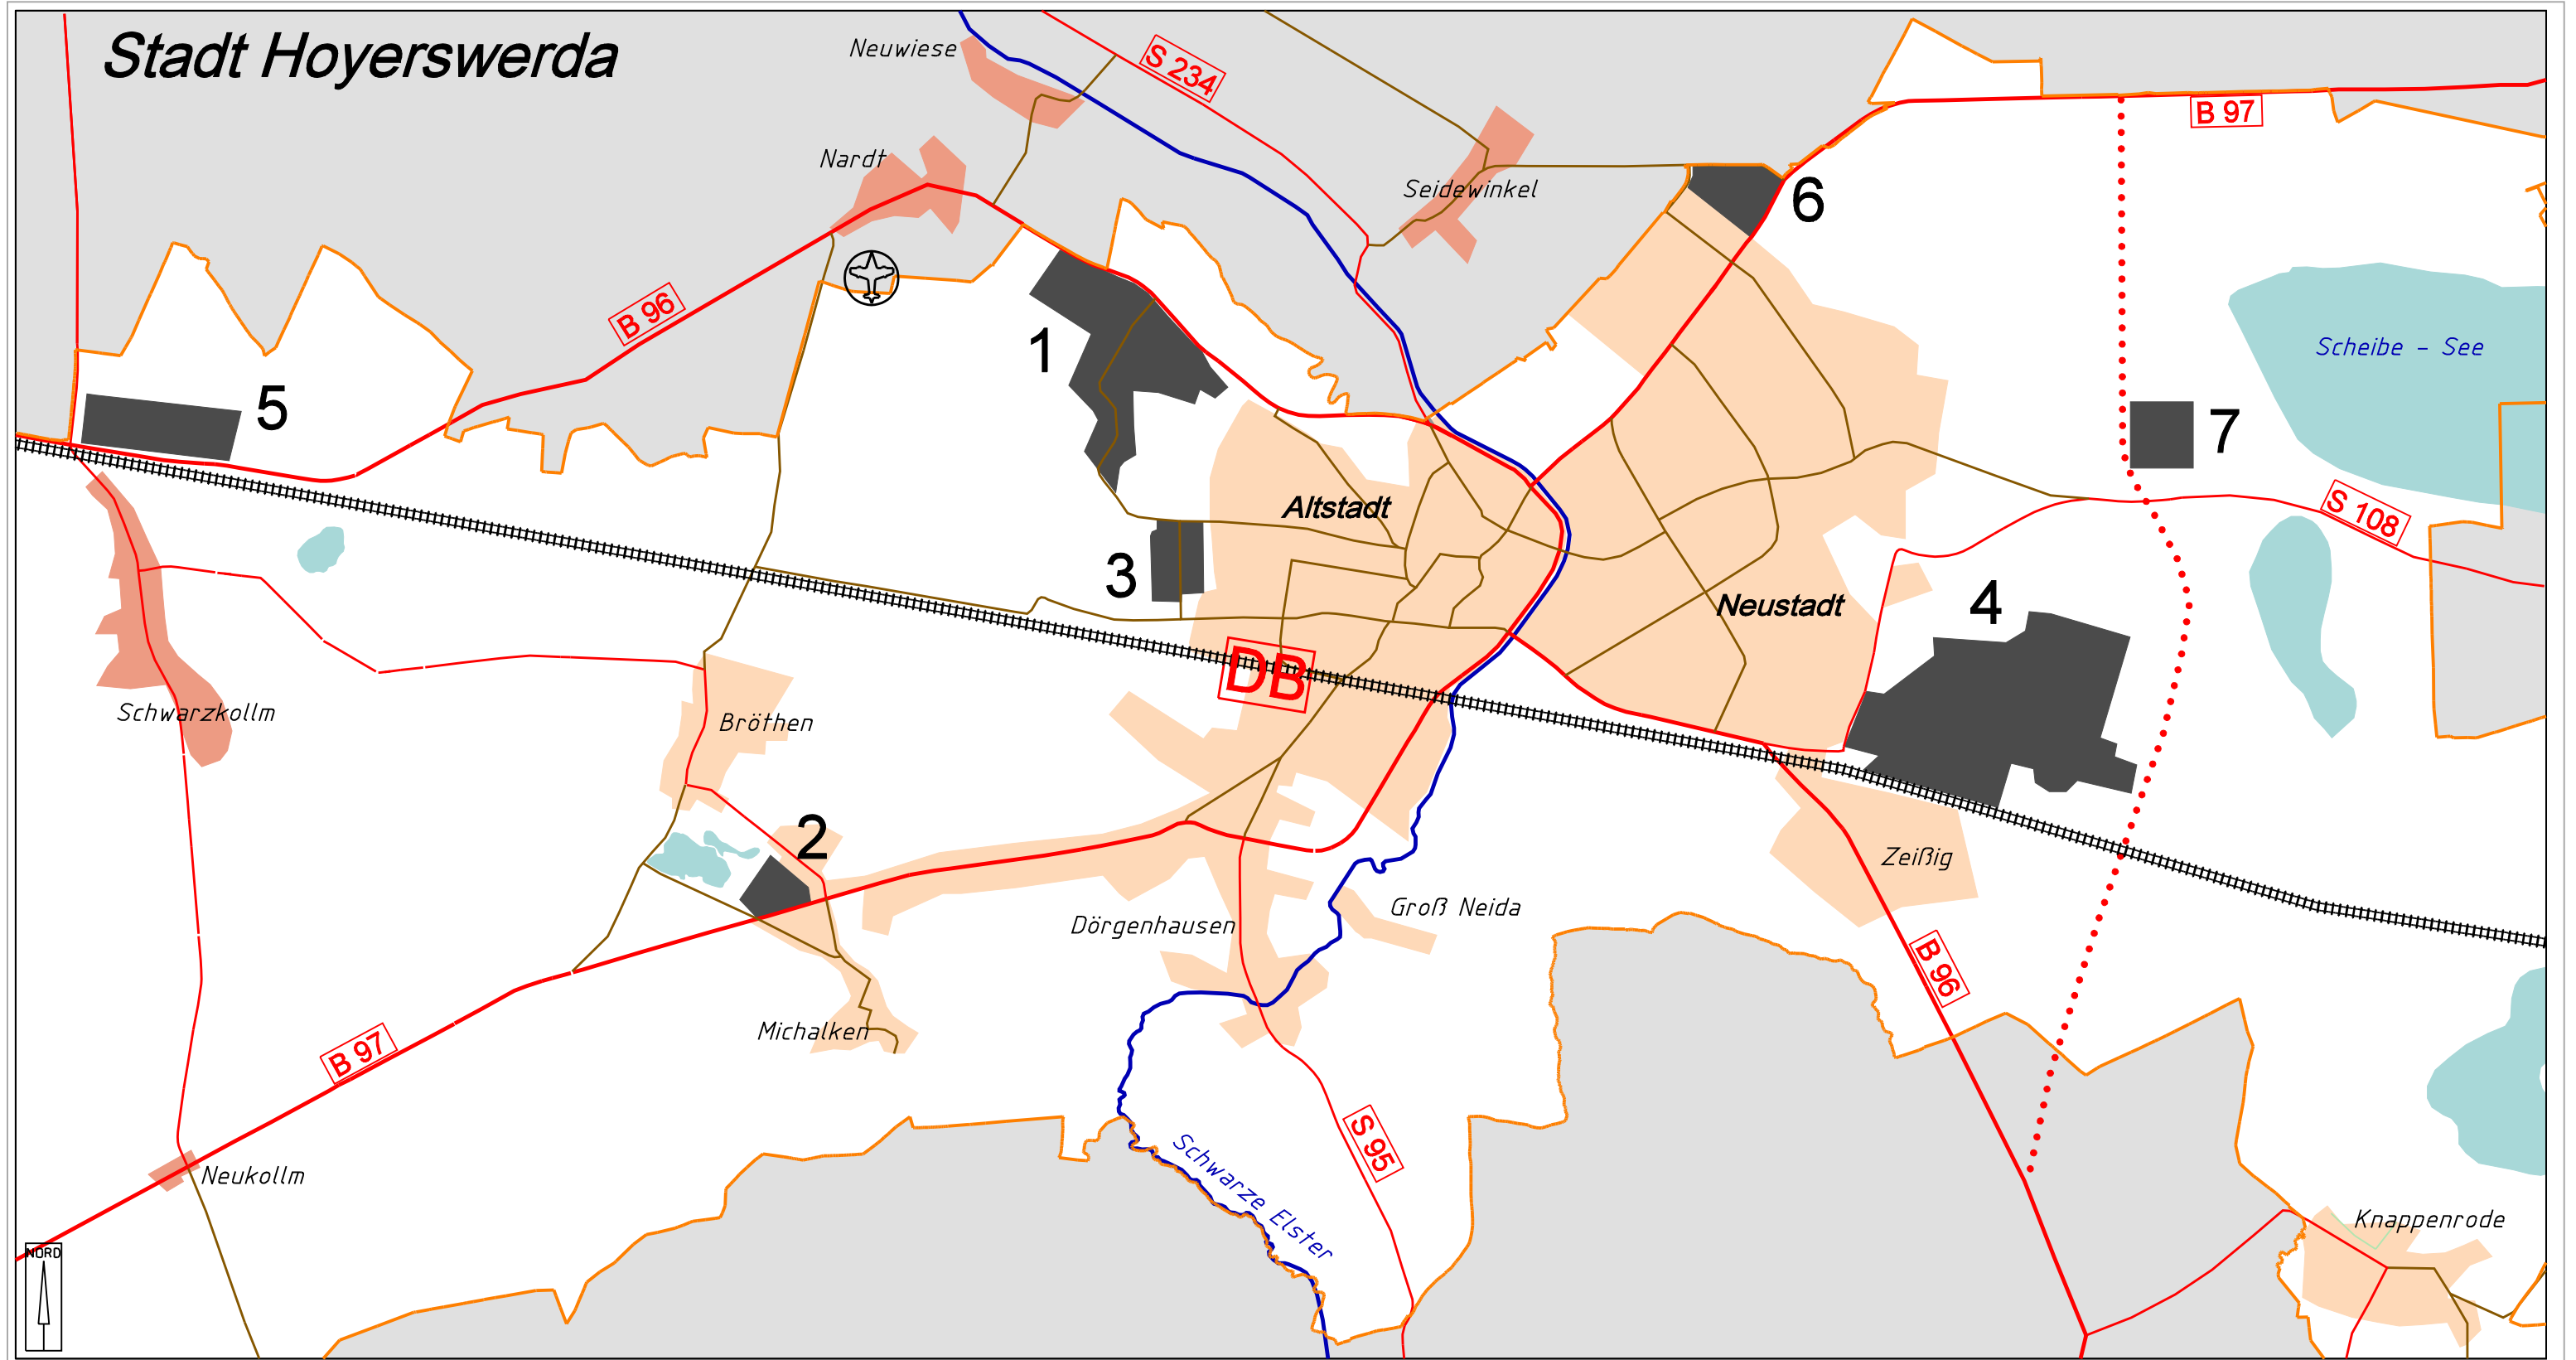 Stadt Hoyerswerda
Neuwiese
S 234
B 97
Nardt
Seidewinkel
6
B 96
1
Scheibe - See
5
7
Altstadt
S 108
3
4
Neustadt
DB
Schwarzkollm
Bröthen
2
Zeißig
Dörgenhausen
Groß Neida
B 96
Michalken
B 97
S 95
Neukollm
Schwarze Elster
Knappenrode
NORD